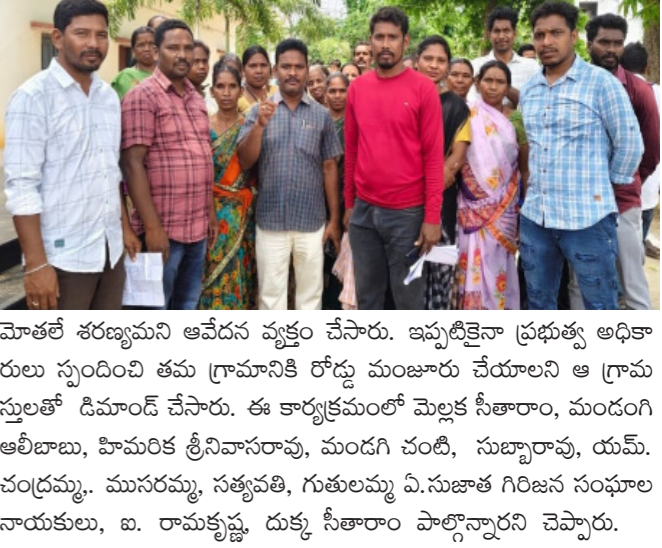 మోతలే శరణ్యమని ఆవేదన వ్యక్తం చేసారు. ఇప్పటికైనా ప్రభుత్వ అధికా
రులు స్పందించి తమ గ్రామానికి రోడ్డు మంజూరు చేయాలని ఆ గ్రామ
స్తులతో డిమాండ్ చేసారు. ఈ కార్యక్రమంలో మెల్లక సీతారాం, మండంగి
ఆలీబాబు, హిమరిక శ్రీనివాసరావు, మండగి చంటి, సుబ్బారావు, యమ్.
చంద్రమ్మ,. ముసరమ్మ, సత్యవతి, గుతులమ్మ ఏ.సుజాత గిరిజన సంఘాల
నాయకులు, ఐ. రామకృష్ణ, దుక్క సీతారాం పాల్గొన్నారని చెప్పారు.